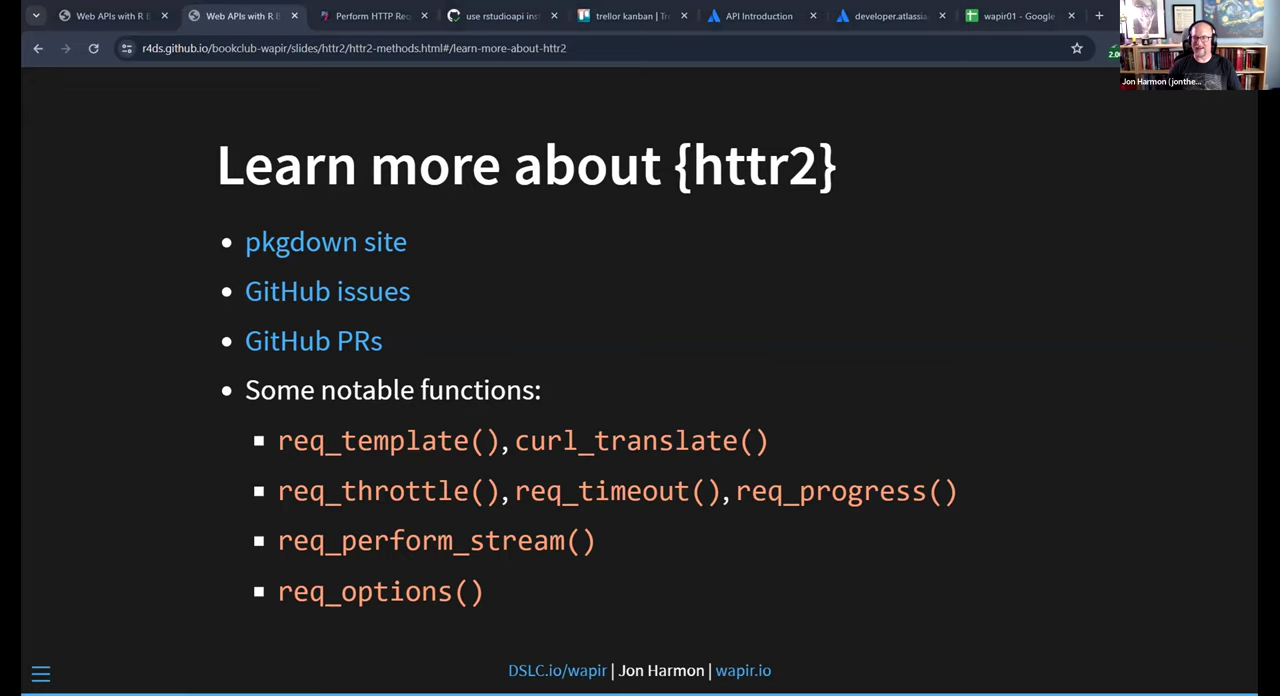 Web APIs with R E
Web APIs with R E
Perform HTTP Req
use rstudioapi inst
trellor kanban | Tre
API Introduction
developer.atlassia
wapir01 - Google
r4ds.github.io/bookclub-wapir/slides/httr2/httr2-methods.html#/learn-more-about-httr2
Jon Harmon (jonthe...
Learn more about {httr2}
• pkgdown site
• GitHub issues
• GitHub PRs
• Some notable functions:
▪ req_template(), curl_translate()
▪ req_throttle(), req_timeout(), req_progress()
▪ req_perform_stream()
▪ req_options()
DSLC.io/wapir | Jon Harmon | wapir.io